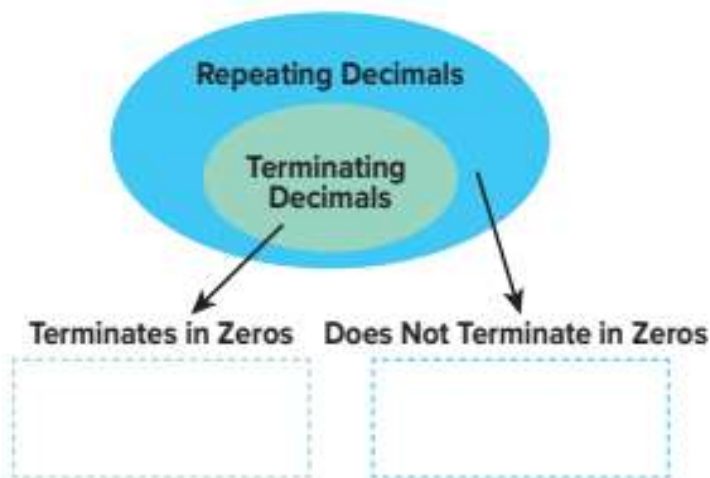 Repeating Decimals
Terminating
Decimals
Terminates in Zeros
Does Not Terminate in Zeros